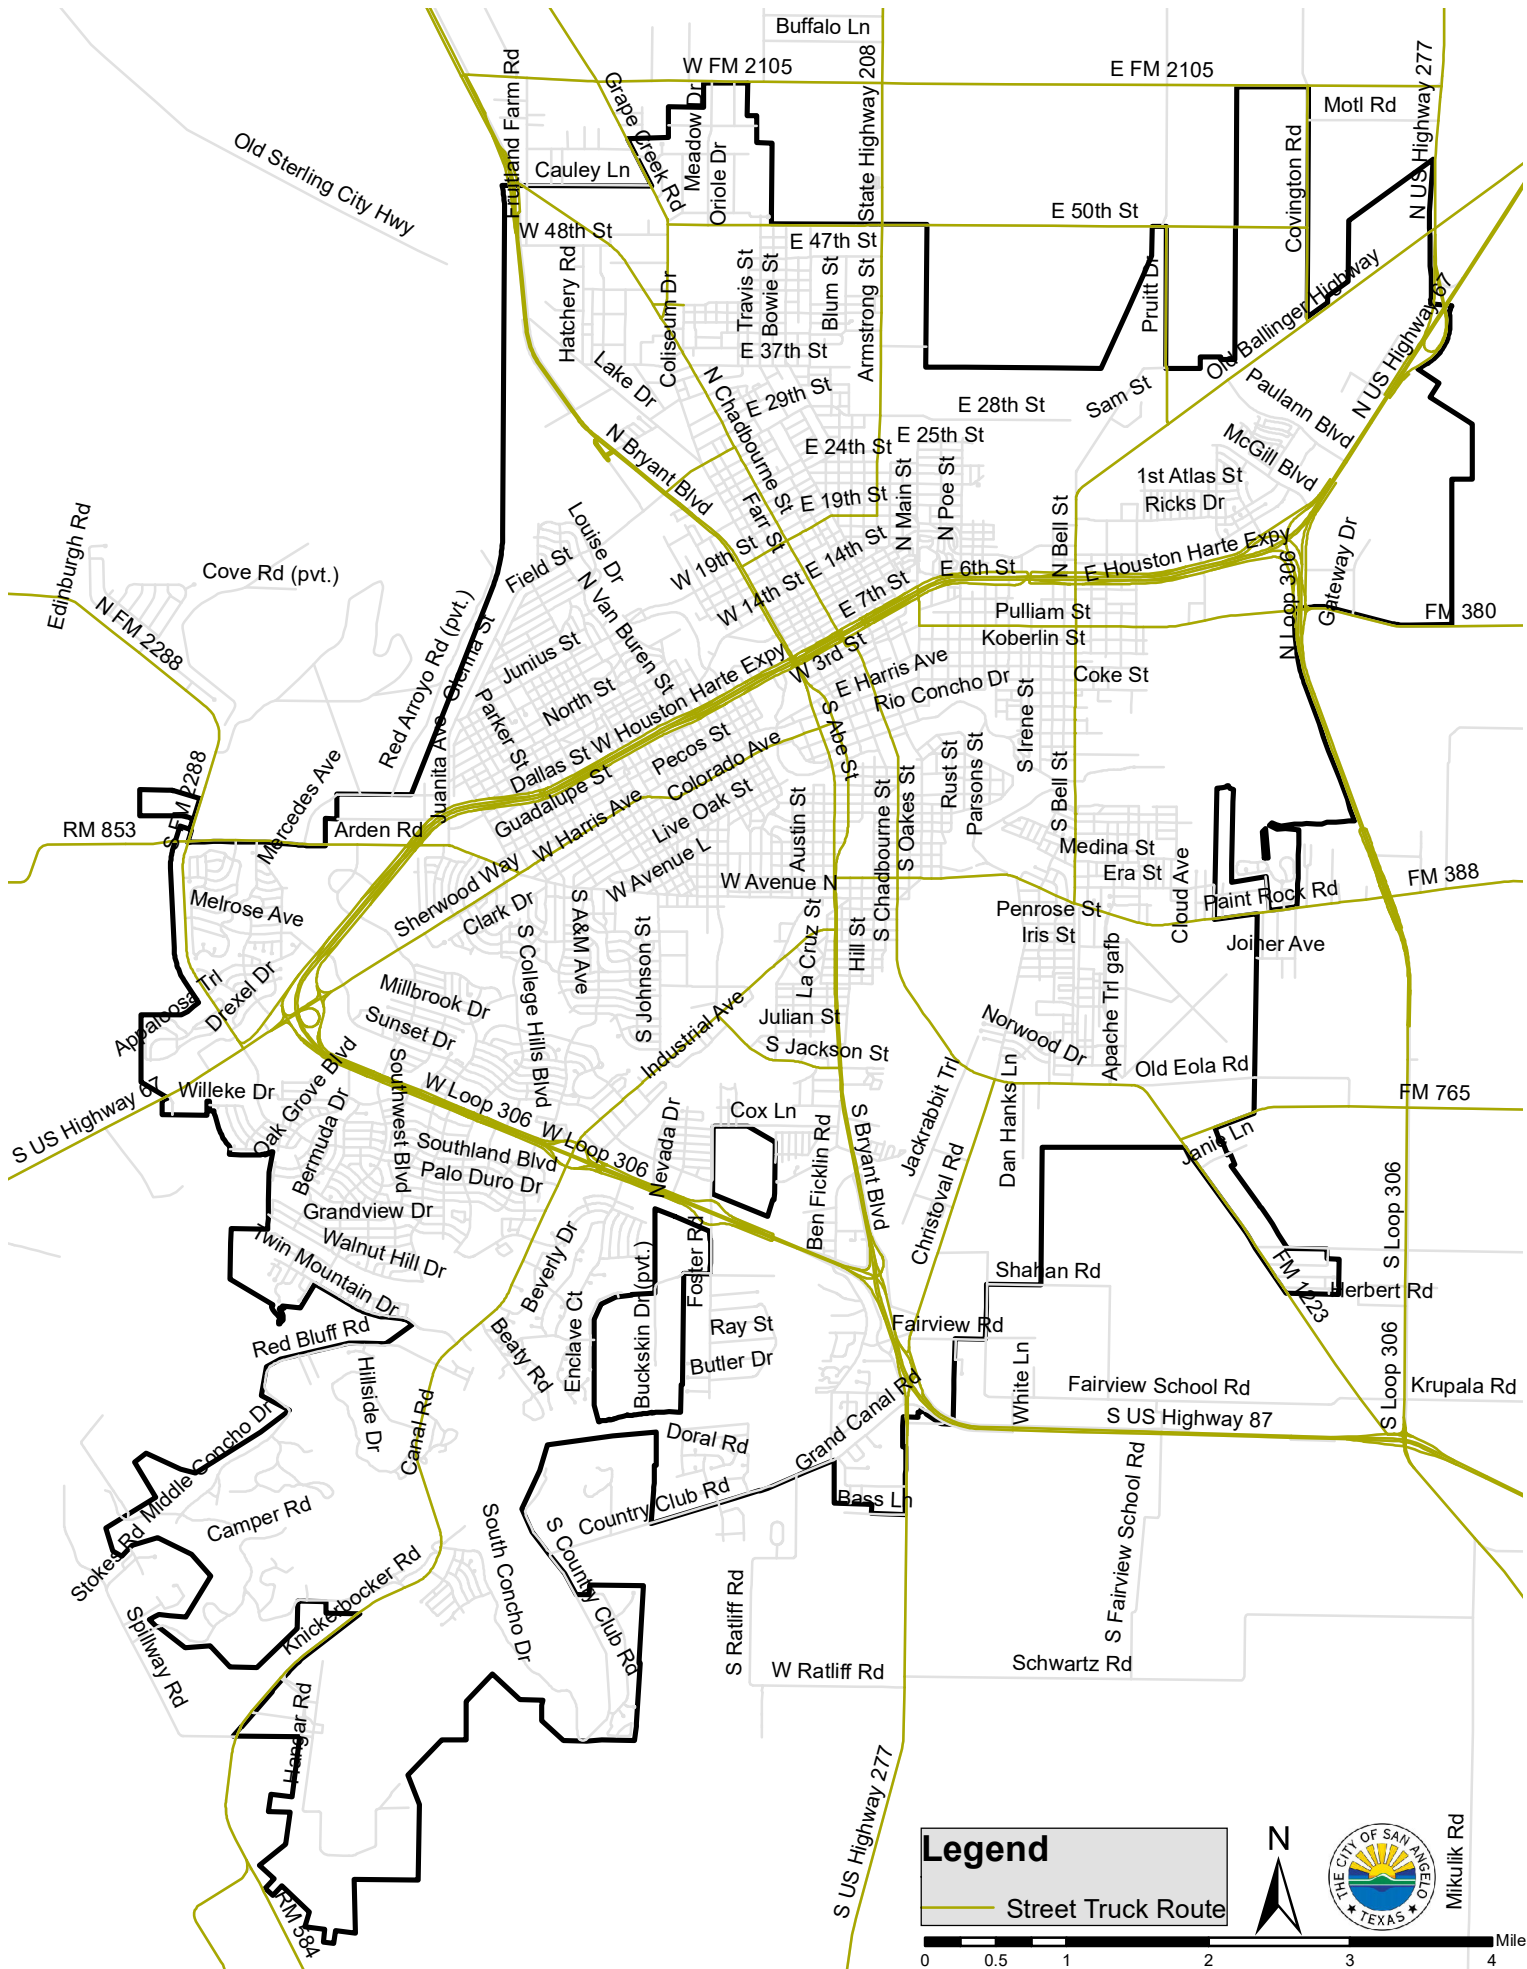 Buffalo Ln
W FM 2105
E FM 2105
Motl Rd
Fruitland Farm Rd
Grape Creek Rd
Meadow Dr
Oriole Dr
State Highway 208
Covington Rd
N US Highway 277
Old Sterling City Hwy
Cauley Ln
W 48th St
E 47th St
E 50th St
Hatchery Rd
Coliseum Dr
Travis St
Bowie St
Blum St
Armstrong St
Pruitt Dr
Old Ballinger Highway
N US Highway 67
E 37th St
Lake Dr
N Chadbourne St
E 29th St
E 28th St
Sam St
Paulann Blvd
McGill Blvd
N Bryant Blvd
E 24th St
E 25th St
1st Atlas St
Ricks Dr
Farr St
E 19th St
N Main St
N Poe St
N Bell St
Edinburgh Rd
Cove Rd (pvt.)
Louise Dr
Field St
N Van Buren St
W 19th St
E 14th St
W 14th St
E 7th St
E 6th St
E Houston Harte Expy
N Loop 306
Gateway Dr
N FM 2288
Red Arroyo Rd (pvt.)
Glenna St
Junius St
North St
Parker St
W 3rd St
Pulliam St
Koberlin St
FM 380
E Harris Ave
Rio Concho Dr
Coke St
W Houston Harte Expy
Dallas St
S Abe St
S Irene St
S FM 2288
Mercedes Ave
Juanita Ave
Guadalupe St
Pecos St
Colorado Ave
W Harris Ave
Live Oak St
Rust St
Parsons St
S Bell St
RM 853
Arden Rd
Austin St
S Chadbourne St
S Oakes St
Medina St
Era St
Cloud Ave
Paint Rock Rd
FM 388
Sherwood Way
W Avenue L
W Avenue N
Melrose Ave
Clark Dr
S A&M Ave
S Johnson St
La Cruz St
Hill St
Penrose St
Iris St
Joiner Ave
Apache Trl gafb
Appaloosa Trl
Drexel Dr
Millbrook Dr
Sunset Dr
S College Hills Blvd
Industrial Ave
Julian St
S Jackson St
Norwood Dr
Old Eola Rd
S US Highway 67
Willeke Dr
Oak Grove Blvd
Bermuda Dr
Southwest Blvd
W Loop 306
W Loop 306
Nevada Dr
Cox Ln
Ben Ficklin Rd
S Bryant Blvd
Jackrabbit Trl
Christoval Rd
Dan Hanks Ln
FM 765
Janie Ln
Southland Blvd
Palo Duro Dr
Grandview Dr
Walnut Hill Dr
Twin Mountain Dr
Red Bluff Rd
Beverly Dr
Enclave Ct
Buckskin Dr (pvt.)
Foster Rd
Ray St
Butler Dr
Beaty Rd
Fairview Rd
Shahan Rd
White Ln
FM 1223
Herbert Rd
S Loop 306
S Loop 306
Fairview School Rd
Krupala Rd
S US Highway 87
Hillside Dr
Canal Rd
Middle Concho Dr
Stokes Rd
Camper Rd
Doral Rd
Grand Canal Rd
Bass Ln
Country Club Rd
S Country Club Rd
South Concho Dr
S Ratliff Rd
S Fairview School Rd
Knickerbocker Rd
Spillway Rd
Hangar Rd
W Ratliff Rd
Schwartz Rd
S US Highway 277
RM 584
Mikulik Rd
Legend
Street Truck Route
N
THE CITY OF SAN ANGELO
TEXAS
Mile
0 0.5 1 2 3 4